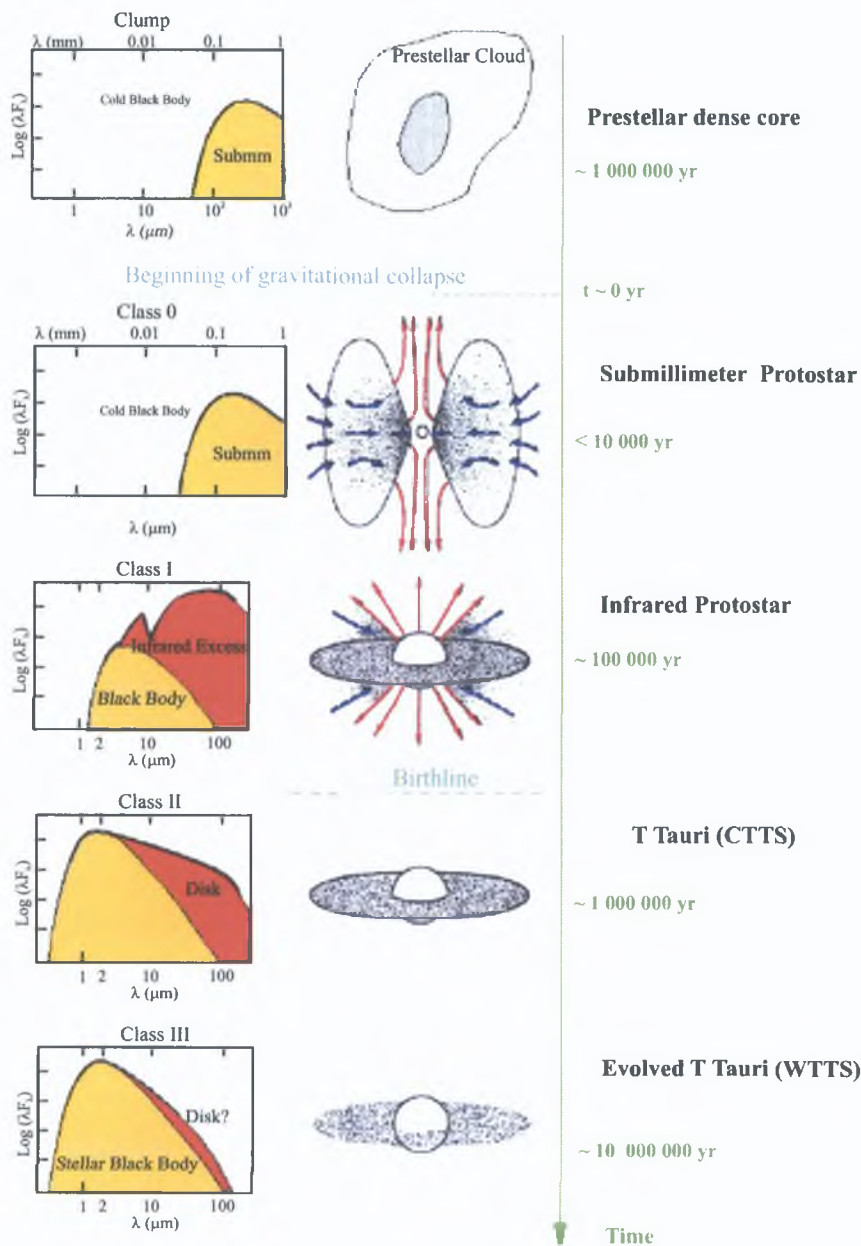 Clump
λ (mm) 0.01 0.1 1
Log (λFλ)
Cold Black Body
Submm
1 10 10² 10³
λ (μm)
Prestellar Cloud
Prestellar dense core
~ 1 000 000 yr
Beginning of gravitational collapse
t ~ 0 yr
Class 0
λ (mm) 0.01 0.1 1
Log (λFλ)
Cold Black Body
Submm
λ (μm)
Submillimeter Protostar
< 10 000 yr
Class I
Log (λFλ)
Infrared Excess
Black Body
1 2 10 100
λ (μm)
Infrared Protostar
~ 100 000 yr
Birthline
Class II
Log (λFλ)
Disk
1 2 10 100
λ (μm)
T Tauri (CTTS)
~ 1 000 000 yr
Class III
Log (λFλ)
Disk?
Stellar Black Body
1 2 10 100
λ (μm)
Evolved T Tauri (WTTS)
~ 10 000 000 yr
Time